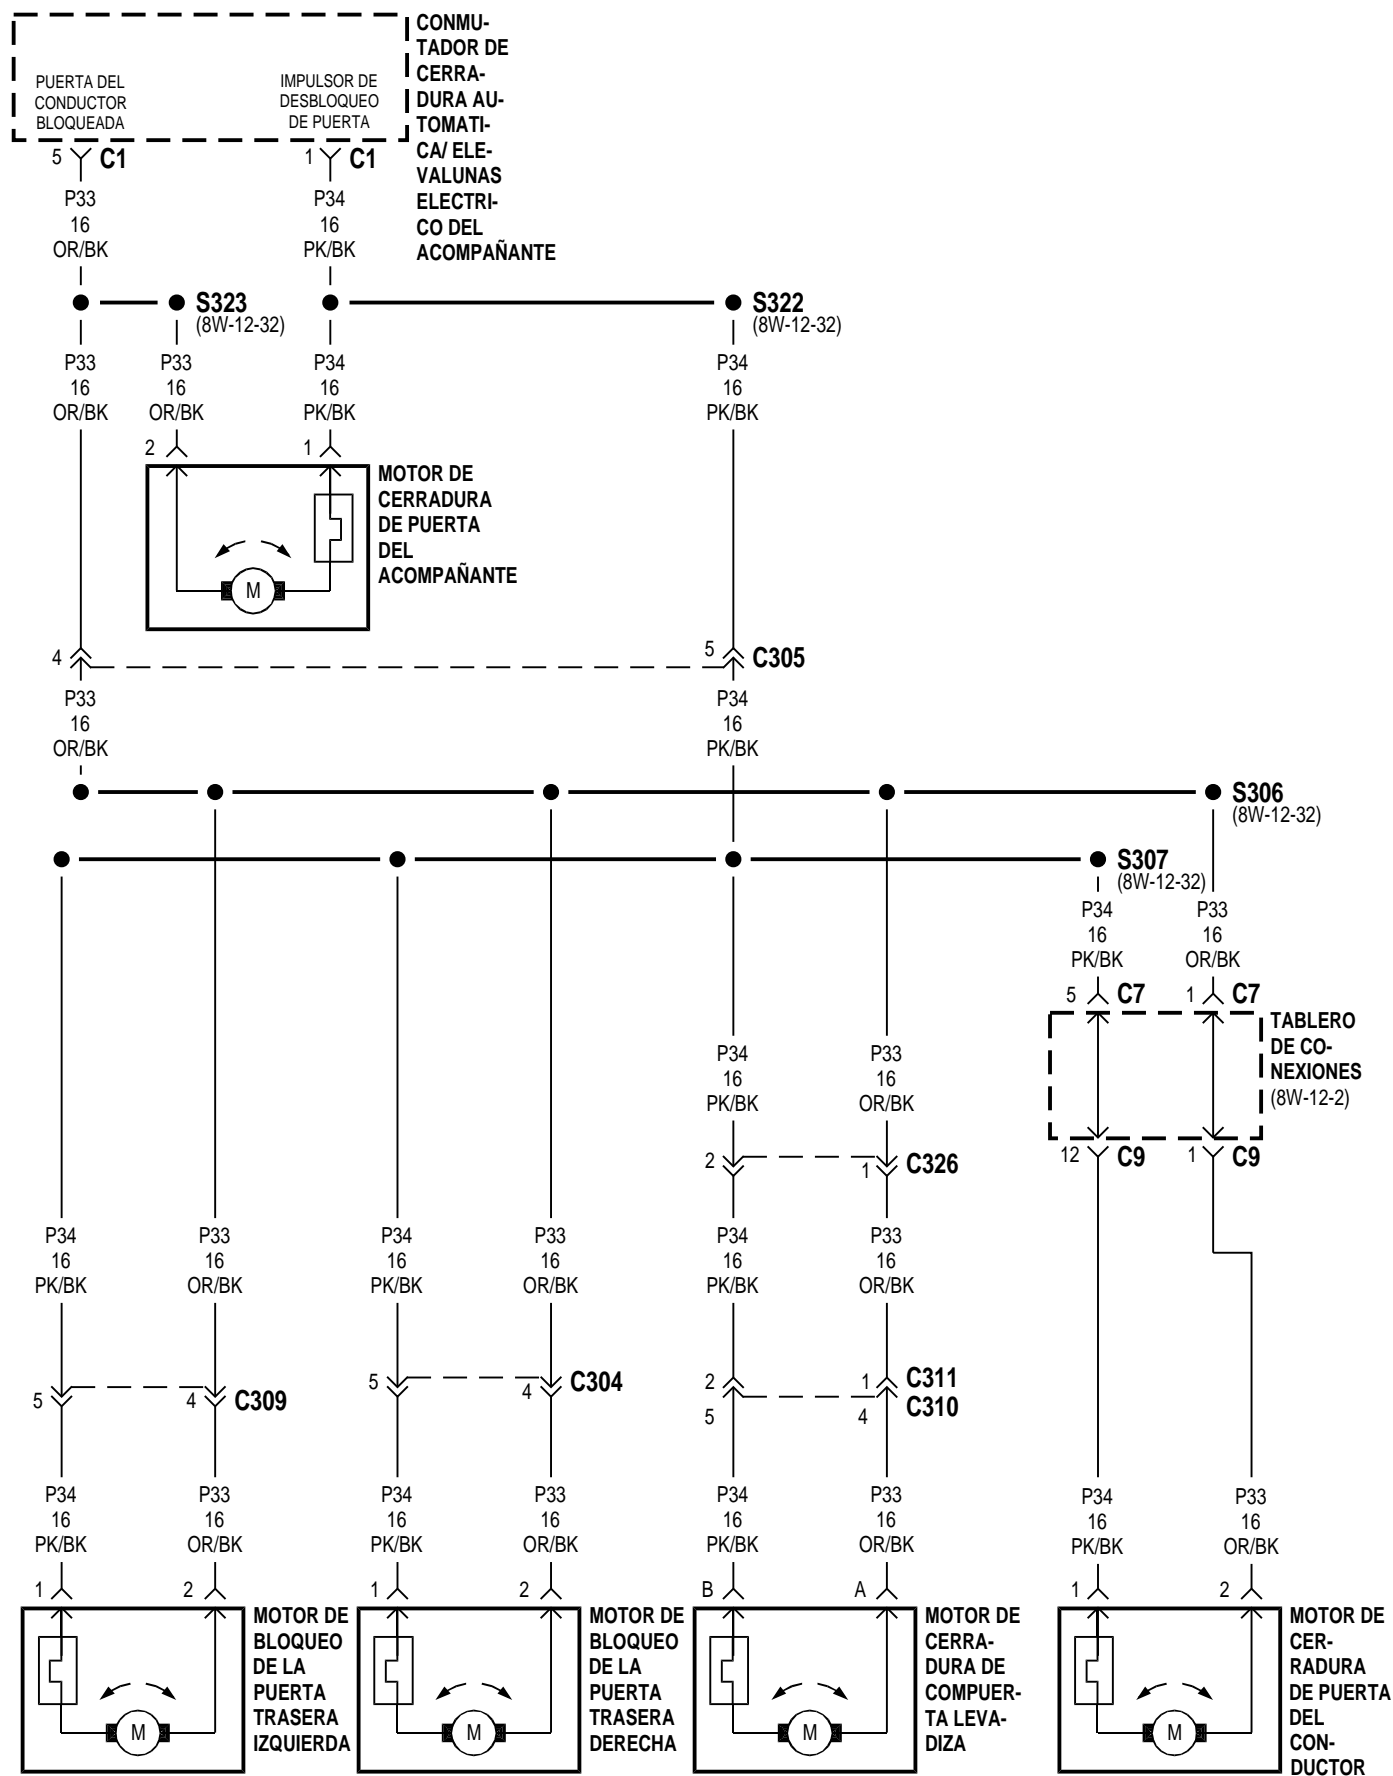 CONMU-
TADOR DE
CERRA-
DURA AU-
TOMATI-
CA/ ELE-
VALUNAS
ELECTRI-
CO DEL
ACOMPAÑANTE
PUERTA DEL
CONDUCTOR
BLOQUEADA
IMPULSOR DE
DESBLOQUEO
DE PUERTA
5 C1 1 C1
P33 P34
16 16
OR/BK PK/BK
S323 S322
(8W-12-32) (8W-12-32)
P33 P33 P34 P34
16 16 16 16
OR/BK OR/BK PK/BK PK/BK
2 1
MOTOR DE
CERRADURA
DE PUERTA
DEL
ACOMPAÑANTE
M
4 5 C305
P33 P34
16 16
OR/BK PK/BK
S306
(8W-12-32)
S307
(8W-12-32)
P34 P33
16 16
PK/BK OR/BK
5 C7 1 C7
TABLERO
DE CO-
NEXIONES
(8W-12-2)
P34 P33
16 16
PK/BK OR/BK
2 1 C326
12 C9 1 C9
P34 P33 P34 P33 P34 P33
16 16 16 16 16 16
PK/BK OR/BK PK/BK OR/BK PK/BK OR/BK
5 4 C309
5 4 C304
2 1 C311
5 4 C310
P34 P33 P34 P33 P34 P33 P34 P33
16 16 16 16 16 16 16 16
PK/BK OR/BK PK/BK OR/BK PK/BK OR/BK PK/BK OR/BK
1 2 1 2 B A 1 2
M
MOTOR DE
BLOQUEO
DE LA
PUERTA
TRASERA
IZQUIERDA
M
MOTOR DE
BLOQUEO
DE LA
PUERTA
TRASERA
DERECHA
M
MOTOR DE
CERRA-
DURA DE
COMPUER-
TA LEVA-
DIZA
M
MOTOR DE
CER-
RADURA
DE PUERTA
DEL
CON-
DUCTOR